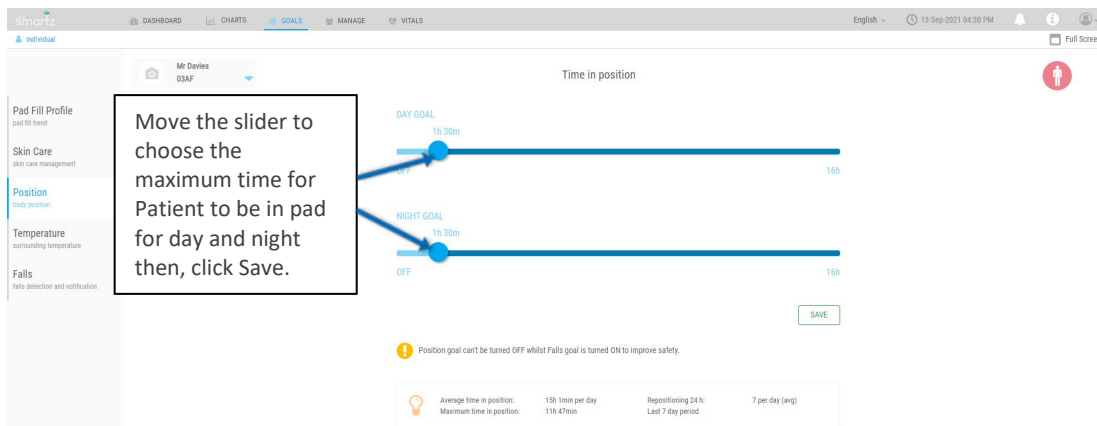 smartz
DASHBOARD CHARTS GOALS MANAGE VITALS English 13-Sep-2021 04:30 PM
Individual Full Scree
Mr Davies
03AF
Time in position
Pad Fill Profile
pad fill trend
Skin Care
skin care management
Position
body position
Temperature
surrounding temperature
Falls
falls detection and notification
Move the slider to
choose the
maximum time for
Patient to be in pad
for day and night
then, click Save.
DAY GOAL
1h 30m
OFF 16h
NIGHT GOAL
1h 30m
OFF 16h
SAVE
Position goal can't be turned OFF whilst Falls goal is turned ON to improve safety.
Average time in position: 15h 1min per day Repositioning 24 h: 7 per day (avg)
Maximum time in position: 11h 47min Last 7 day period